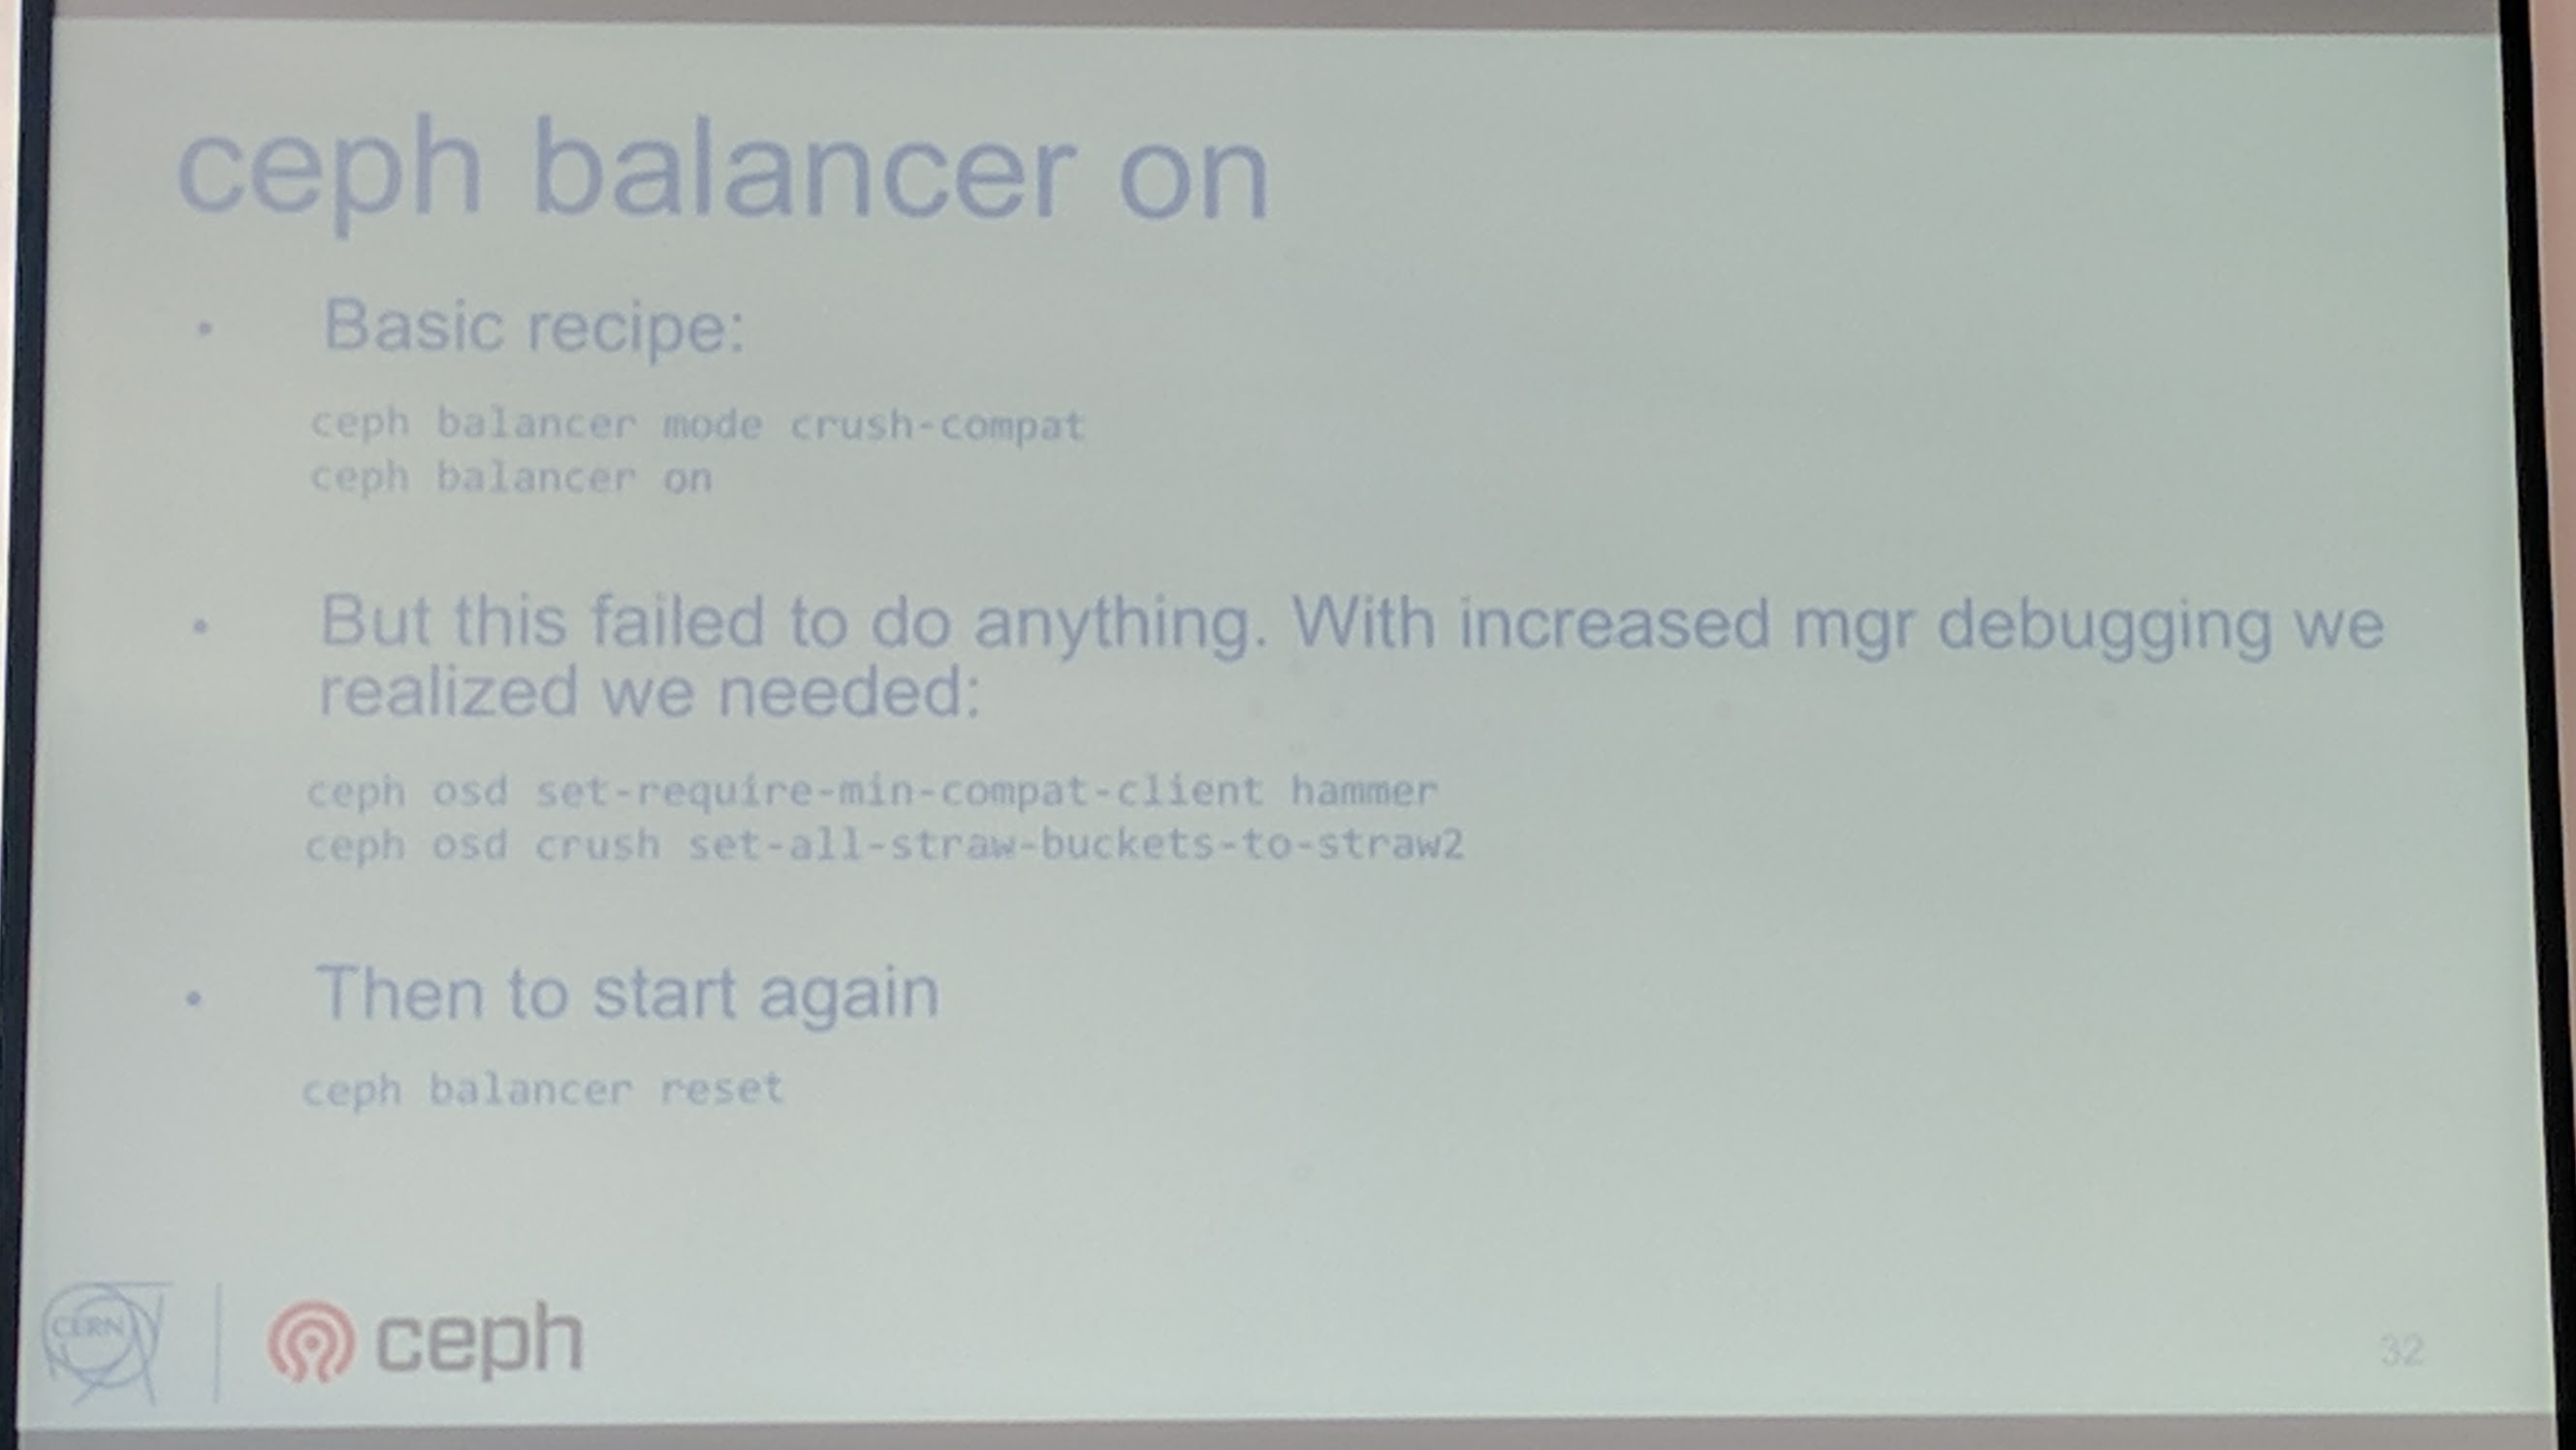 ceph balancer on
• Basic recipe:
ceph balancer mode crush-compat
ceph balancer on
• But this failed to do anything. With increased mgr debugging we
realized we needed:
ceph osd set-require-min-compat-client hammer
ceph osd crush set-all-straw-buckets-to-straw2
• Then to start again
ceph balancer reset
CERN
ceph
32